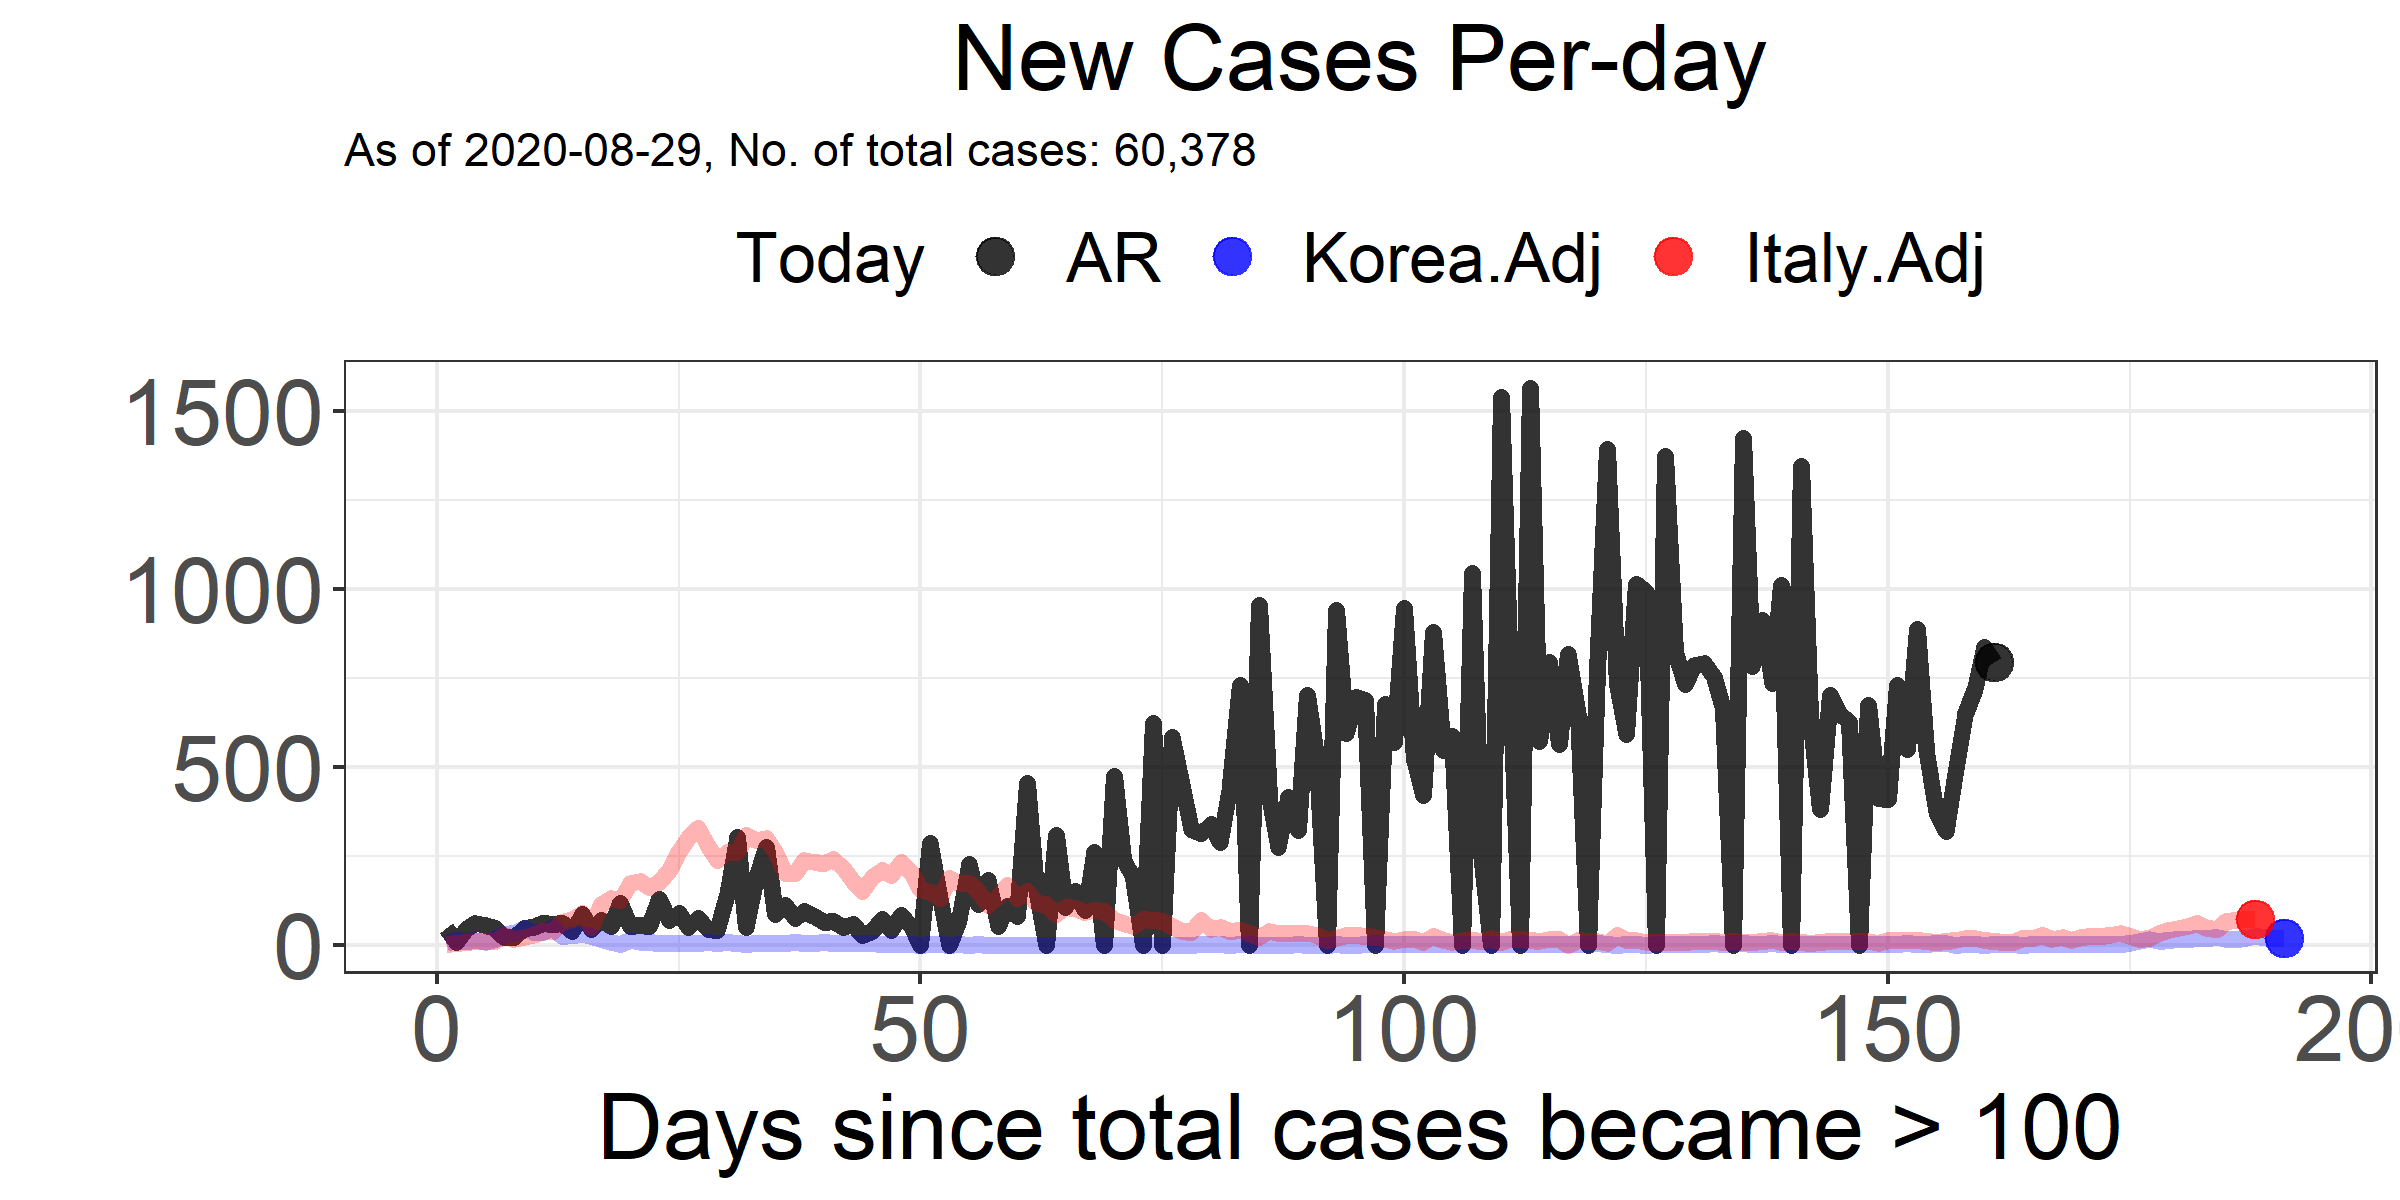 New Cases Per-day
As of 2020-08-29, No. of total cases: 60,378
Today AR Korea.Adj Italy.Adj
1500
1000
500
0
0 50 100 150 20
Days since total cases became > 100